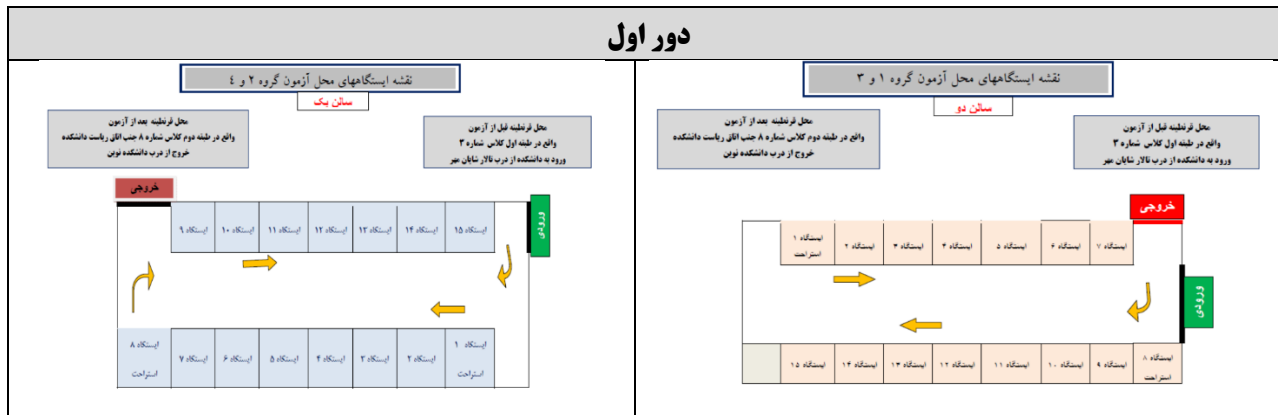 دور اول
نقشه ایستگاههای محل آزمون گروه ۱ و ۳
سالن دو
محل قرنطینه قبل از آزمون
واقع در طبقه اول کلاس شماره ۳
ورود به دانشکده از درب تالار شایان مهر
محل قرنطینه بعد از آزمون
واقع در طبقه دوم کلاس شماره ۸ جنب اتاق ریاست دانشکده
خروج از درب دانشکده نوین
خروجی
ایستگاه ۷
ایستگاه ۶
ایستگاه ۵
ایستگاه ۴
ایستگاه ۳
ایستگاه ۲
ایستگاه ۱
استراحت
ورودی
ایستگاه ۸
استراحت
ایستگاه ۹
ایستگاه ۱۰
ایستگاه ۱۱
ایستگاه ۱۲
ایستگاه ۱۳
ایستگاه ۱۴
ایستگاه ۱۵
نقشه ایستگاههای محل آزمون گروه ۲ و ٤
سالن یک
محل قرنطینه قبل از آزمون
واقع در طبقه اول کلاس شماره ۳
ورود به دانشکده از درب تالار شایان مهر
محل قرنطینه بعد از آزمون
واقع در طبقه دوم کلاس شماره ۸ جنب اتاق ریاست دانشکده
خروج از درب دانشکده نوین
خروجی
ورودی
ایستگاه ۱۵
ایستگاه ۱۴
ایستگاه ۱۳
ایستگاه ۱۲
ایستگاه ۱۱
ایستگاه ۱۰
ایستگاه ۹
ایستگاه ۱
استراحت
ایستگاه ۲
ایستگاه ۳
ایستگاه ۴
ایستگاه ۵
ایستگاه ۶
ایستگاه ۷
ایستگاه ۸
استراحت